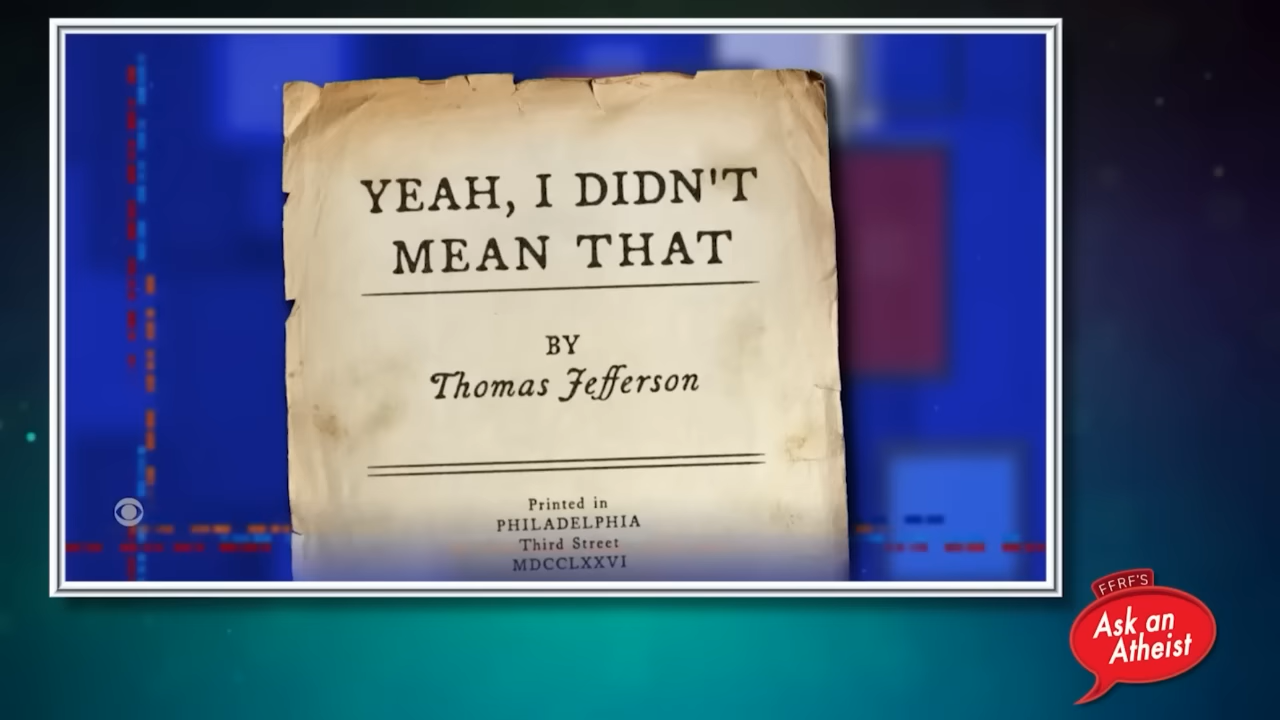 YEAH, I DIDN'T
MEAN THAT
BY
Thomas Jefferson
Printed in
PHILADELPHIA
Third Street
MDCCLXXVI
FFRF'S
Ask an
Atheist